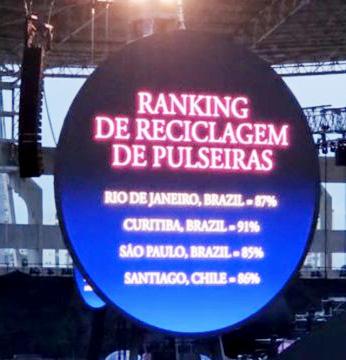 RANKING
DE RECICLAGEM
DE PULSEIRAS
RIO DE JANEIRO, BRAZIL = 87%
CURITIBA, BRAZIL = 91%
SÃO PAULO, BRAZIL = 85%
SANTIAGO, CHILE = 86%